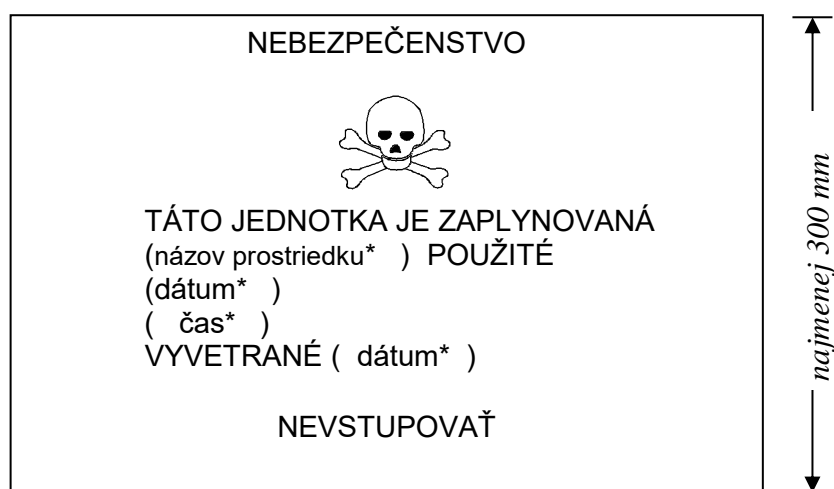 NEBEZPEČENSTVO
TÁTO JEDNOTKA JE ZAPLYNOVANÁ
(názov prostriedku* ) POUŽITÉ
(dátum* )
( čas* )
VYVETRANÉ ( dátum* )
NEVSTUPOVAŤ
najmenej 300 mm